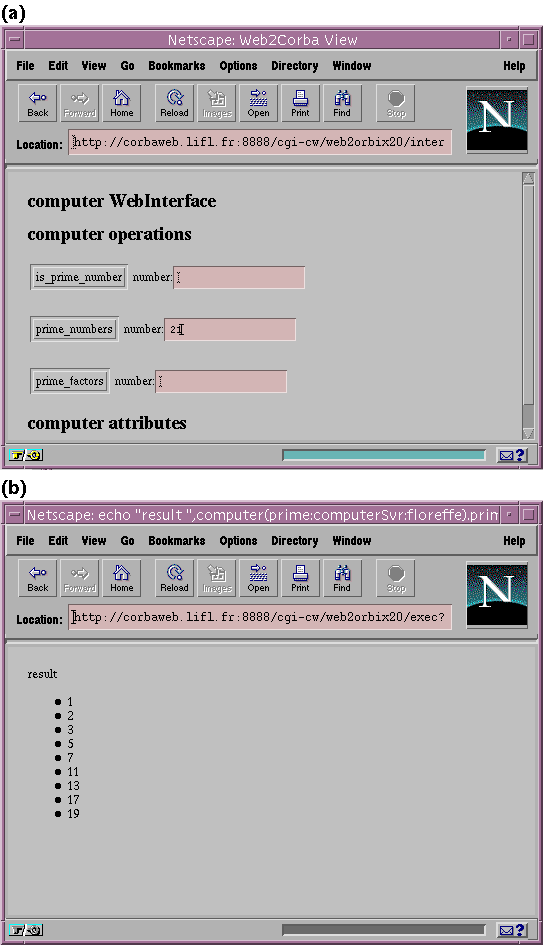 (a)
Netscape: Web2Corba View
File Edit View Go Bookmarks Options Directory Window Help
Back Forward Home Reload Images Open Print Find Stop
N
Location: http://corbaweb.lifl.fr:8888/cgi-cw/web2orbix20/inter
computer WebInterface
computer operations
is_prime_number number:
prime_numbers number: 21
prime_factors number:
computer attributes
?
(b)
Netscape: echo "result ",computer(prime:computerSvr:floreffe).prim
File Edit View Go Bookmarks Options Directory Window Help
Back Forward Home Reload Images Open Print Find Stop
N
Location: http://corbaweb.lifl.fr:8888/cgi-cw/web2orbix20/exec?
result
1
2
3
5
7
11
13
17
19
?